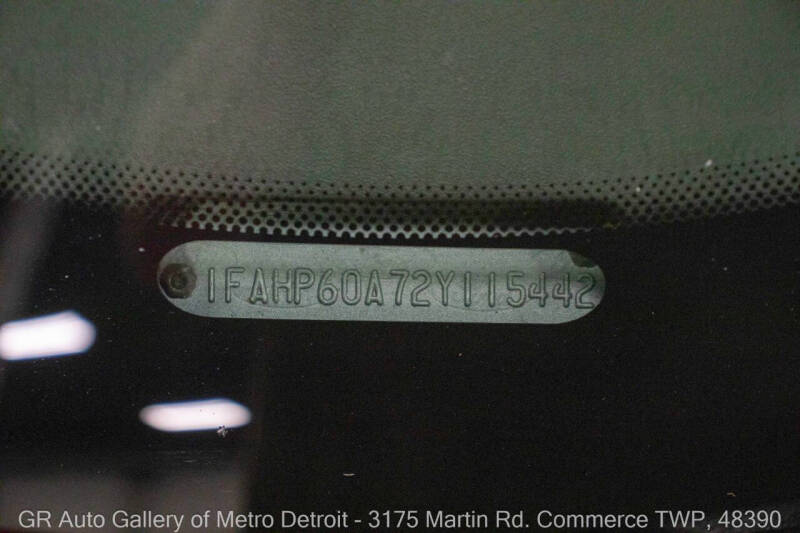 1FAHP60A72Y115442
GR Auto Gallery of Metro Detroit - 3175 Martin Rd. Commerce TWP, 48390